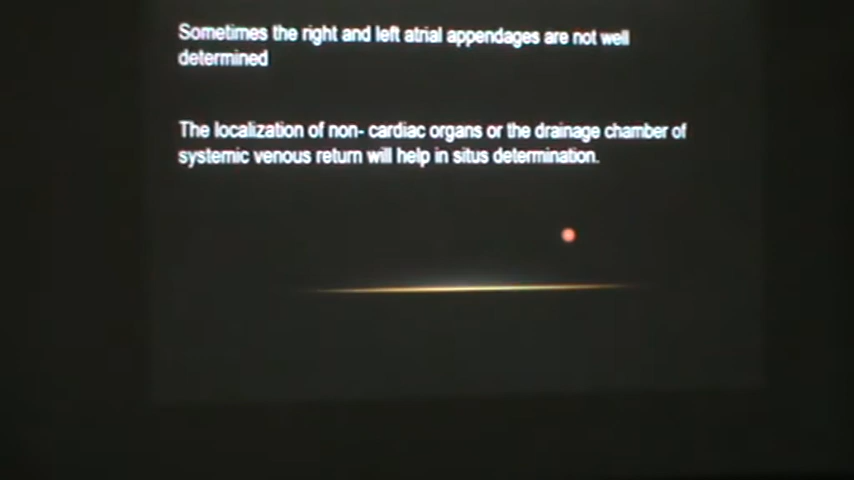 Sometimes the right and left atrial appendages are not well
determined
The localization of non- cardiac organs or the drainage chamber of
systemic venous return will help in situs determination.